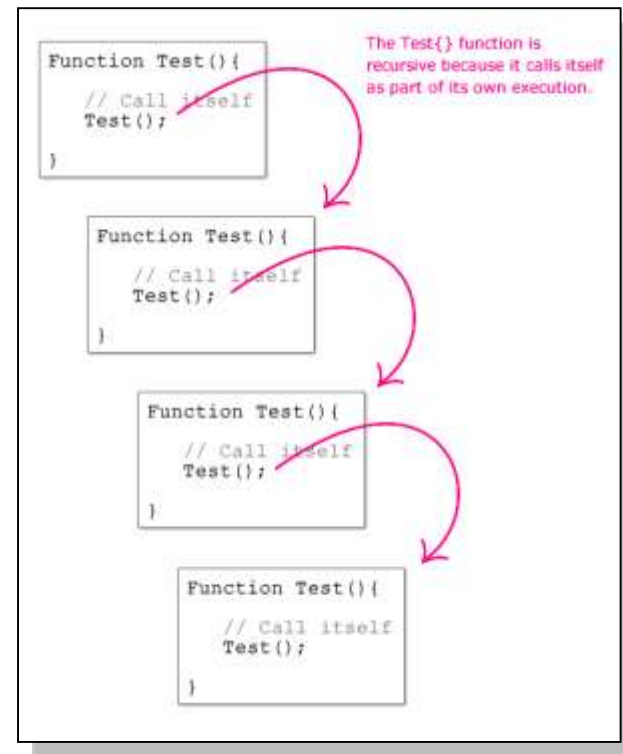 The Test{} function is
recursive because it calls itself
as part of its own execution.
Function Test(){
// Call itself
Test();
}
Function Test(){
// Call itself
Test();
}
Function Test(){
// Call itself
Test();
}
Function Test(){
// Call itself
Test();
}